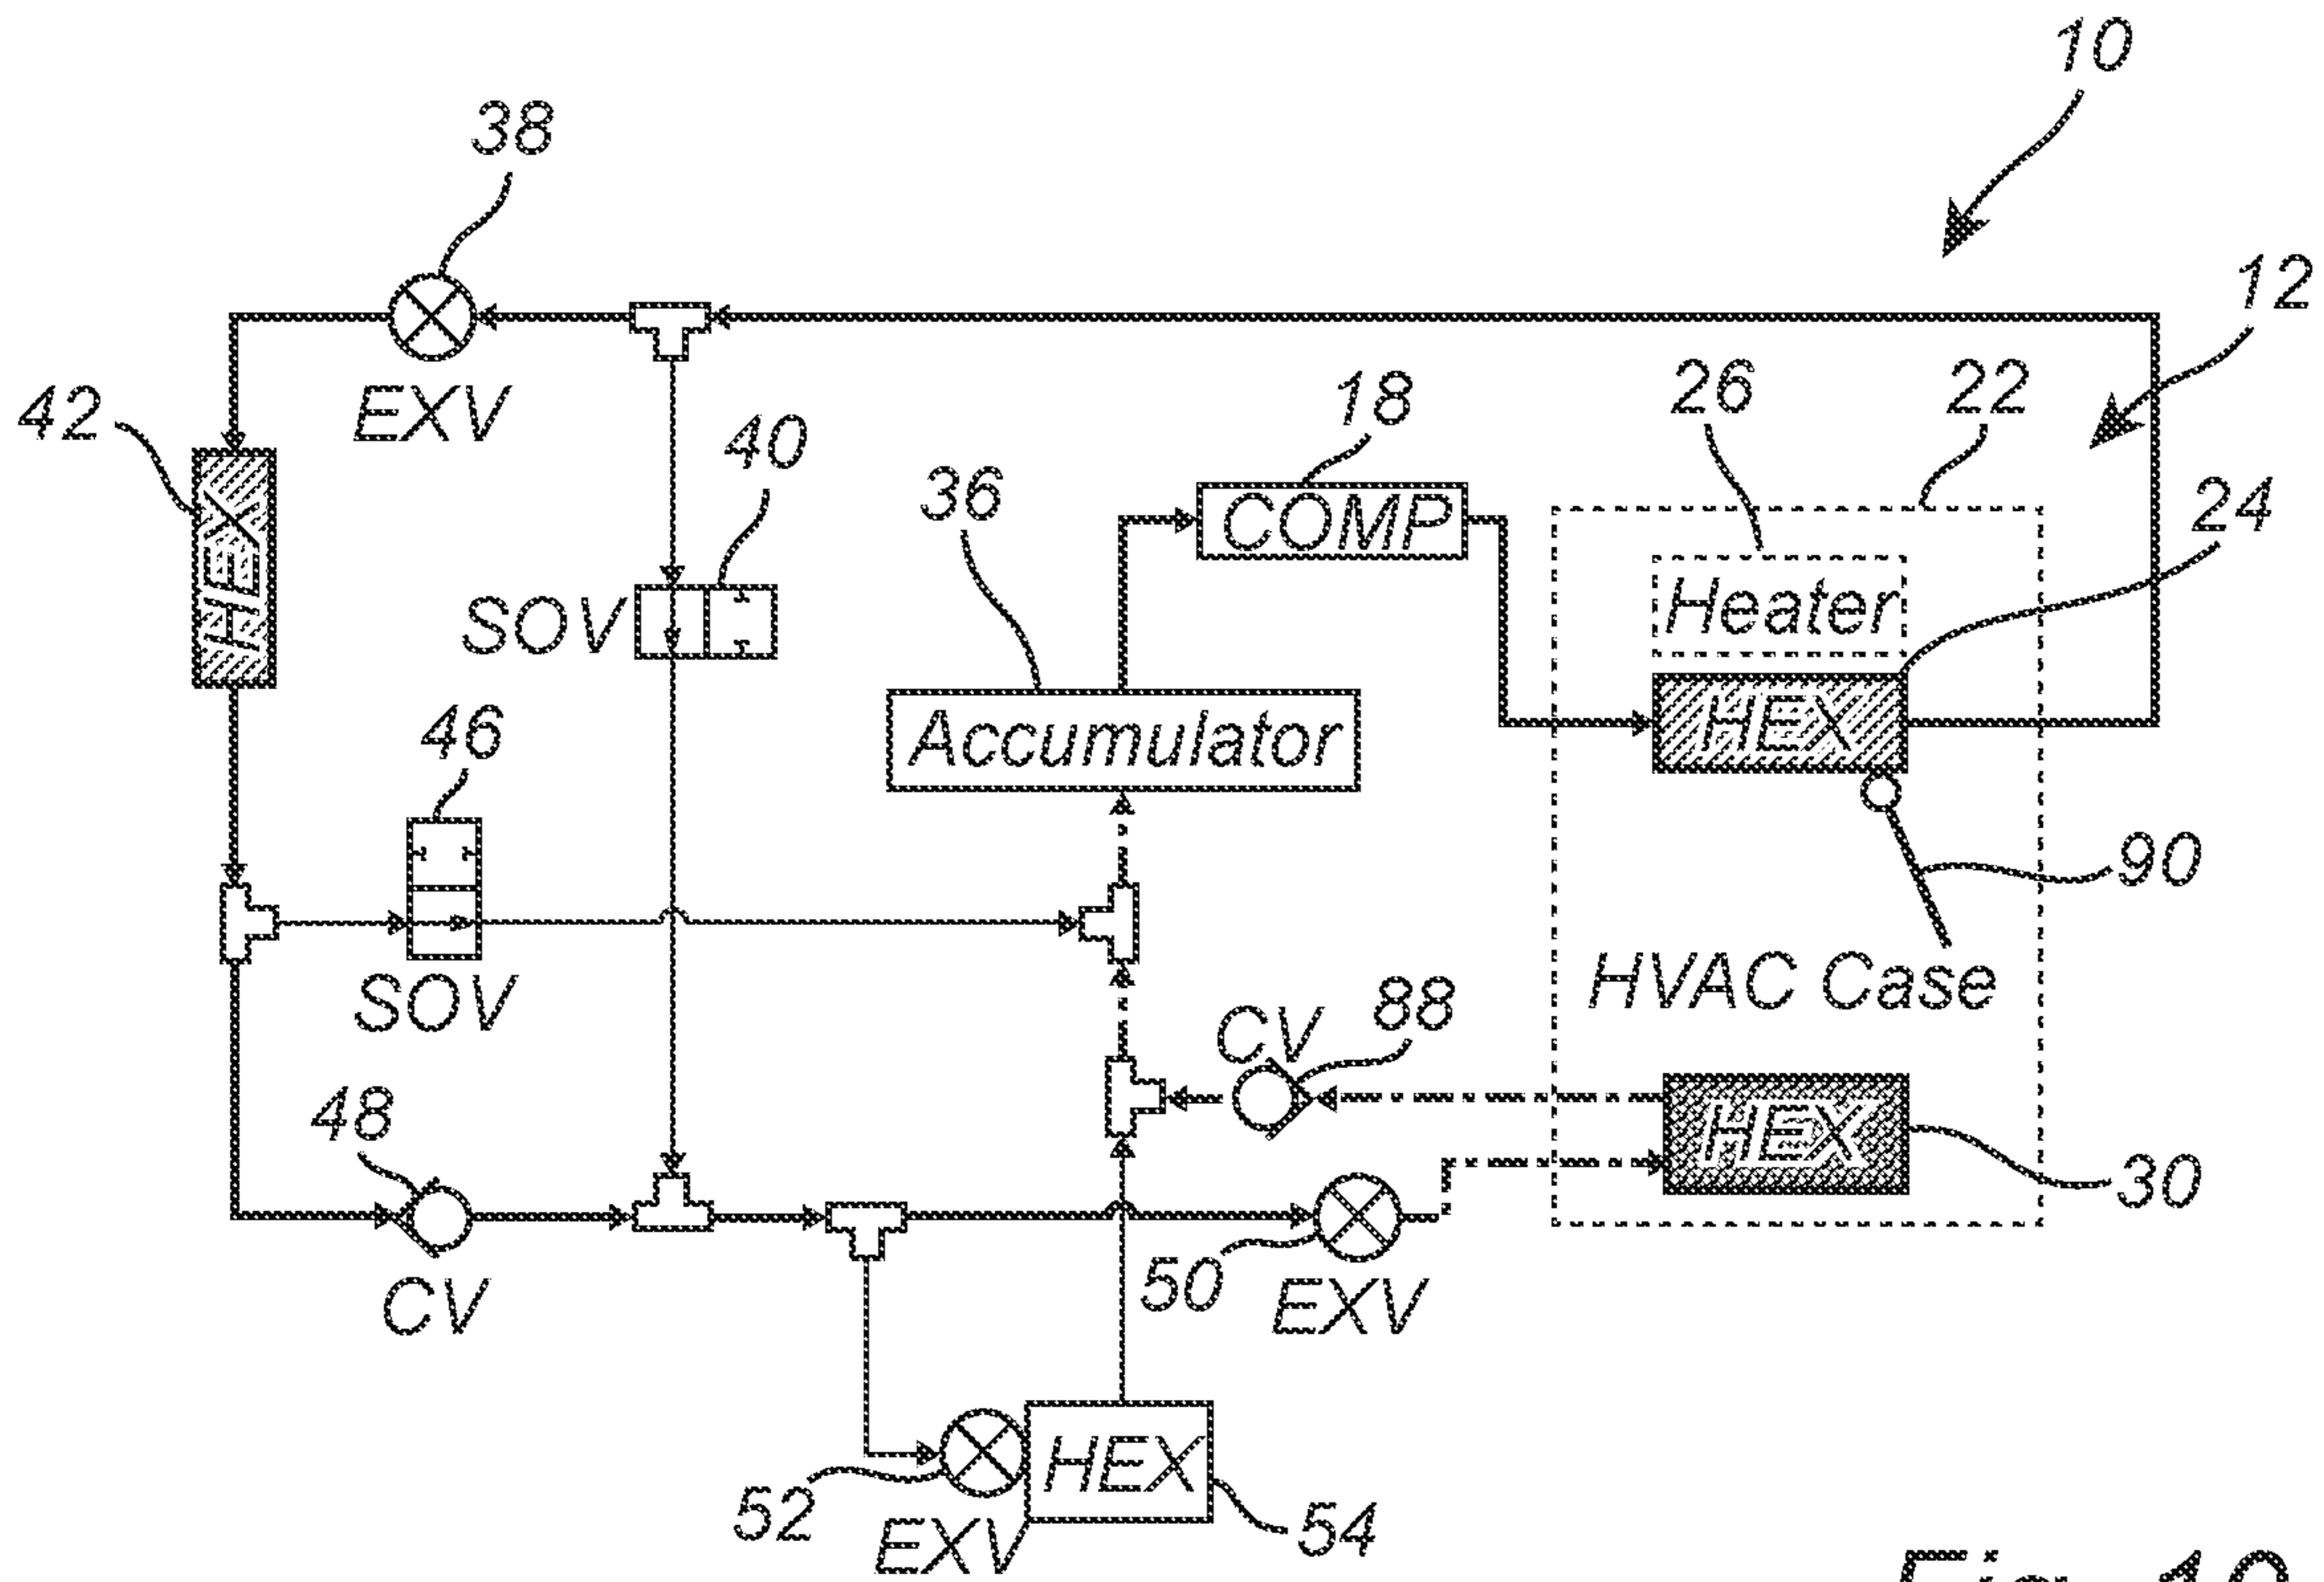 10
38
12
26
22
18
42
EXV
40
36
24
COMP
HEX
SOV
Heater
46
Accumulator
HEX
90
SOV
HVAC Case
CV
88
48
HEX
30
50
CV
EXV
HEX
52
54
EXV